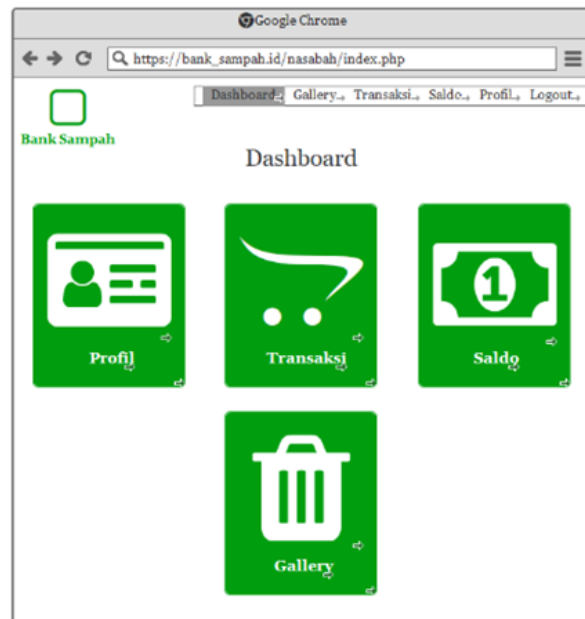 Google Chrome
https://bank_sampah.id/nasabah/index.php
Dashboard Gallery Transaksi Saldo Profil Logout
Bank Sampah
Dashboard
1
Profil Transaksi Saldo
Gallery